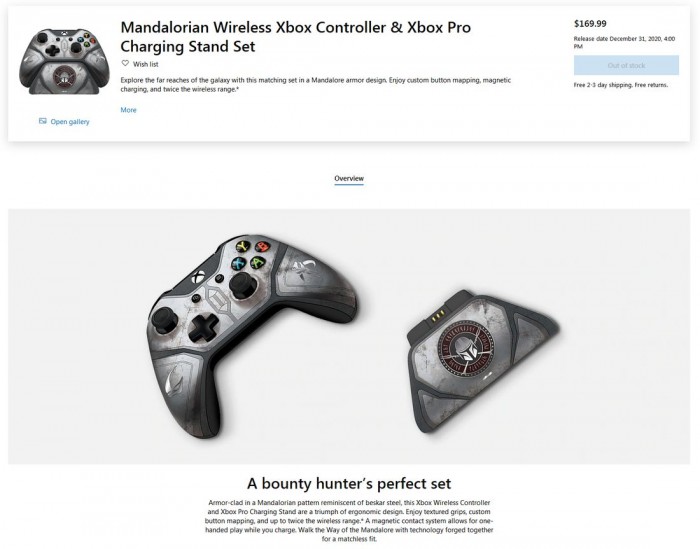 Mandalorian Wireless Xbox Controller & Xbox Pro
Charging Stand Set
Wish list
Explore the far reaches of the galaxy with this matching set in a Mandalore armor design. Enjoy custom button mapping, magnetic
charging, and twice the wireless range.*
More
Open gallery
$169.99
Release date December 31, 2020, 4:00
PM
Out of stock
Free 2-3 day shipping. Free returns.
Overview
Y
B
X
A
A bounty hunter's perfect set
Armor-clad in a Mandalorian pattern reminiscent of beskar steel, this Xbox Wireless Controller
and Xbox Pro Charging Stand are a triumph of ergonomic design. Enjoy textured grips, custom
button mapping, and up to twice the wireless range.* A magnetic contact system allows for one-
handed play while you charge. Walk the Way of the Mandalore with technology forged together
for a matchless fit.